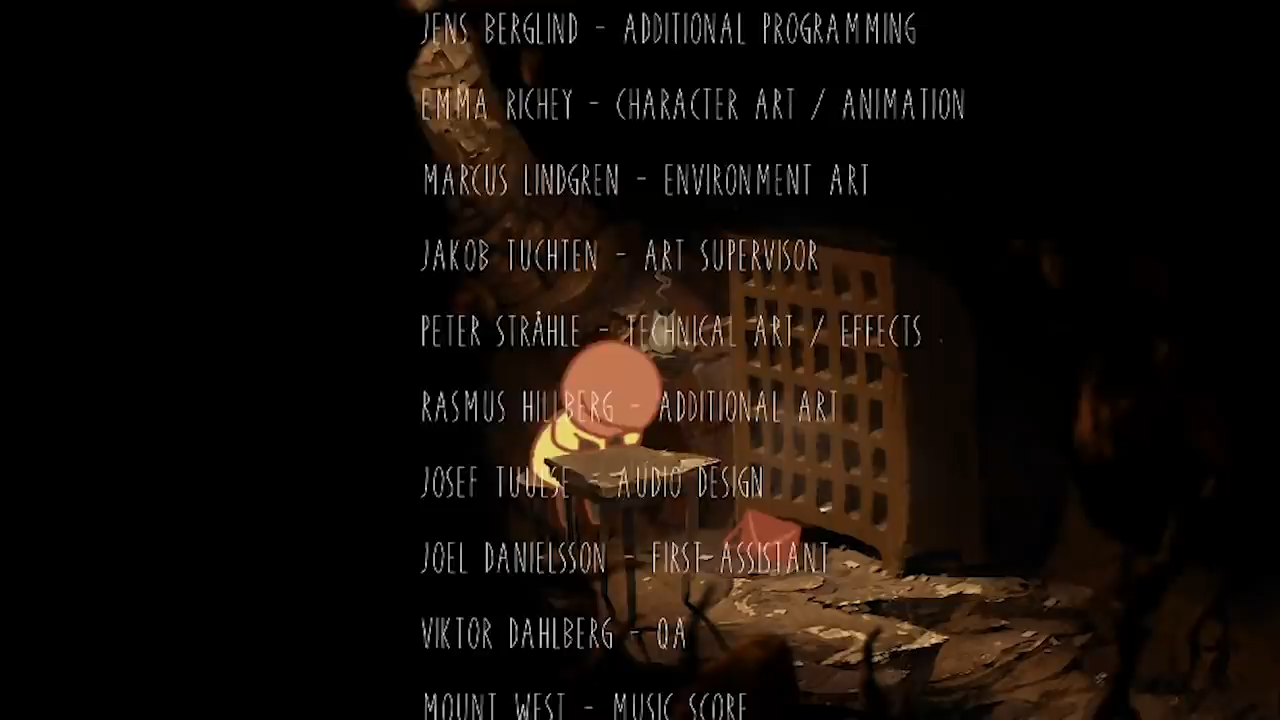 JENS BERGLIND - ADDITIONAL PROGRAMMING
EMMA RICHEY - CHARACTER ART / ANIMATION
MARCUS LINDGREN - ENVIRONMENT ART
JAKOB TUCHTEN - ART SUPERVISOR
PETER STRÅHLE - TECHNICAL ART / EFFECTS
RASMUS HILLBERG - ADDITIONAL ART
JOSEF TUULSE - AUDIO DESIGN
JOEL DANIELSSON - FIRST ASSISTANT
VIKTOR DAHLBERG - QA
MOUNT WEST - MUSIC SCORE